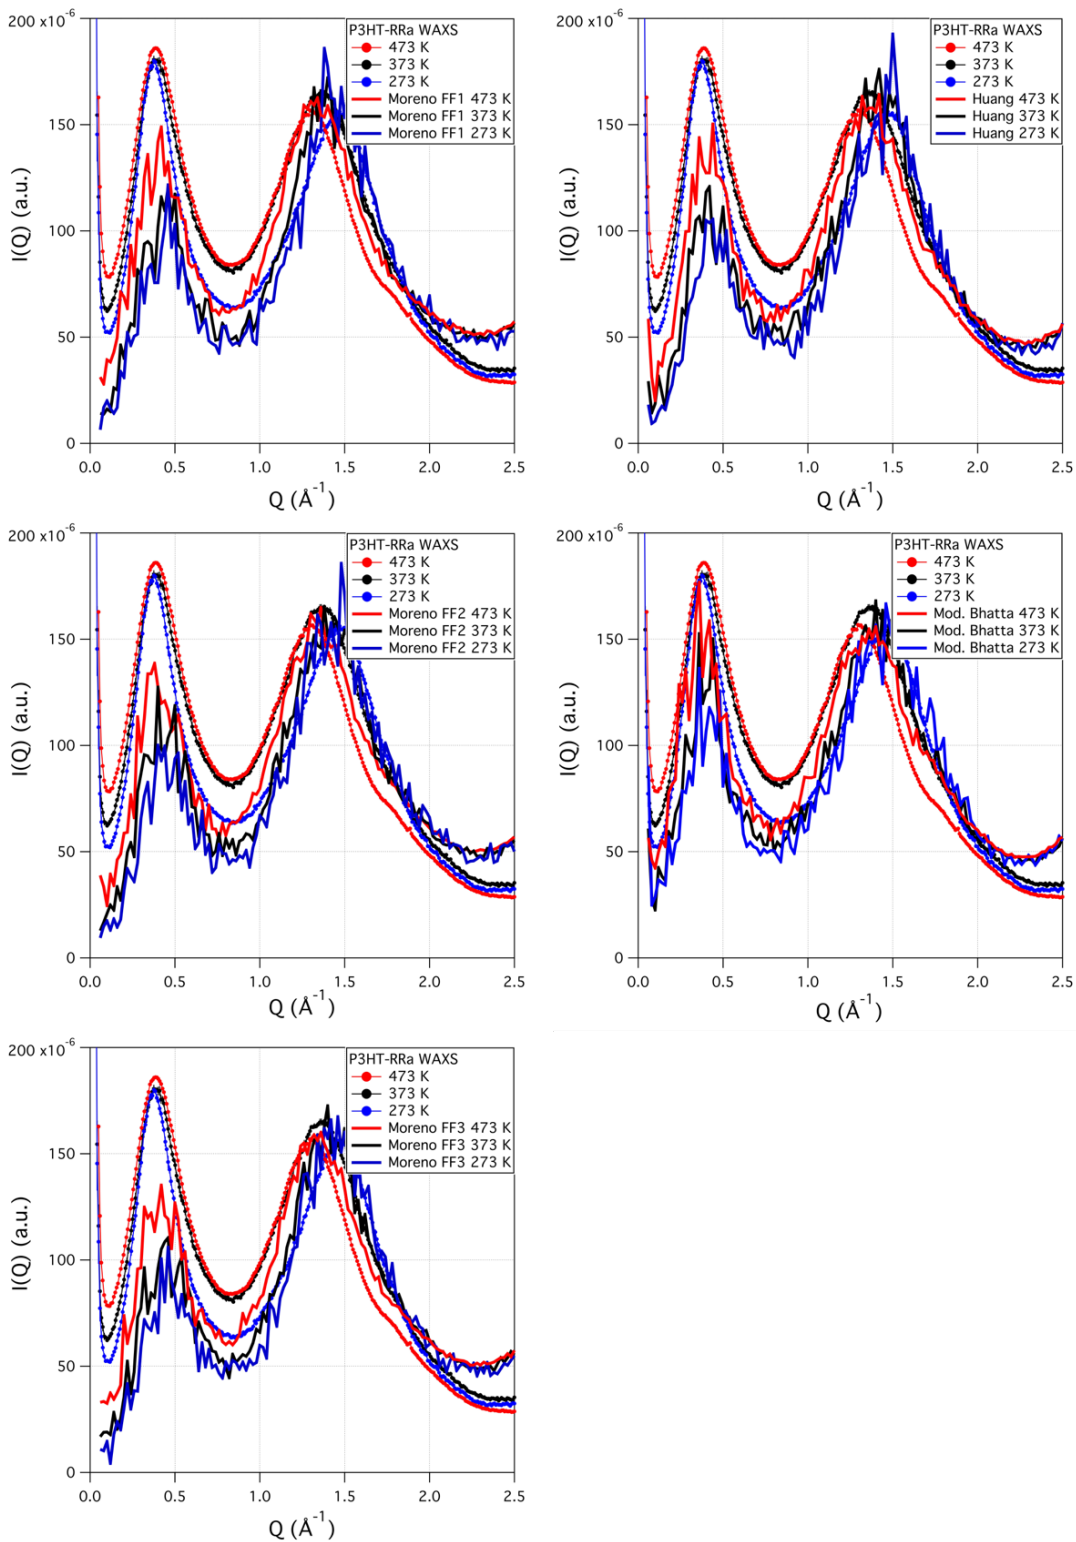 200 x10⁻⁶
150
100
50
0
I(Q) (a.u.)
P3HT-RRa WAXS
473 K
373 K
273 K
Moreno FF1 473 K
Moreno FF1 373 K
Moreno FF1 273 K
0.0 0.5 1.0 1.5 2.0 2.5
Q (Å⁻¹)
200 x10⁻⁶
150
100
50
0
I(Q) (a.u.)
P3HT-RRa WAXS
473 K
373 K
273 K
Huang 473 K
Huang 373 K
Huang 273 K
0.0 0.5 1.0 1.5 2.0 2.5
Q (Å⁻¹)
200 x10⁻⁶
150
100
50
0
I(Q) (a.u.)
P3HT-RRa WAXS
473 K
373 K
273 K
Moreno FF2 473 K
Moreno FF2 373 K
Moreno FF2 273 K
0.0 0.5 1.0 1.5 2.0 2.5
Q (Å⁻¹)
200 x10⁻⁶
150
100
50
0
I(Q) (a.u.)
P3HT-RRa WAXS
473 K
373 K
273 K
Mod. Bhatta 473 K
Mod. Bhatta 373 K
Mod. Bhatta 273 K
0.0 0.5 1.0 1.5 2.0 2.5
Q (Å⁻¹)
200 x10⁻⁶
150
100
50
0
I(Q) (a.u.)
P3HT-RRa WAXS
473 K
373 K
273 K
Moreno FF3 473 K
Moreno FF3 373 K
Moreno FF3 273 K
0.0 0.5 1.0 1.5 2.0 2.5
Q (Å⁻¹)